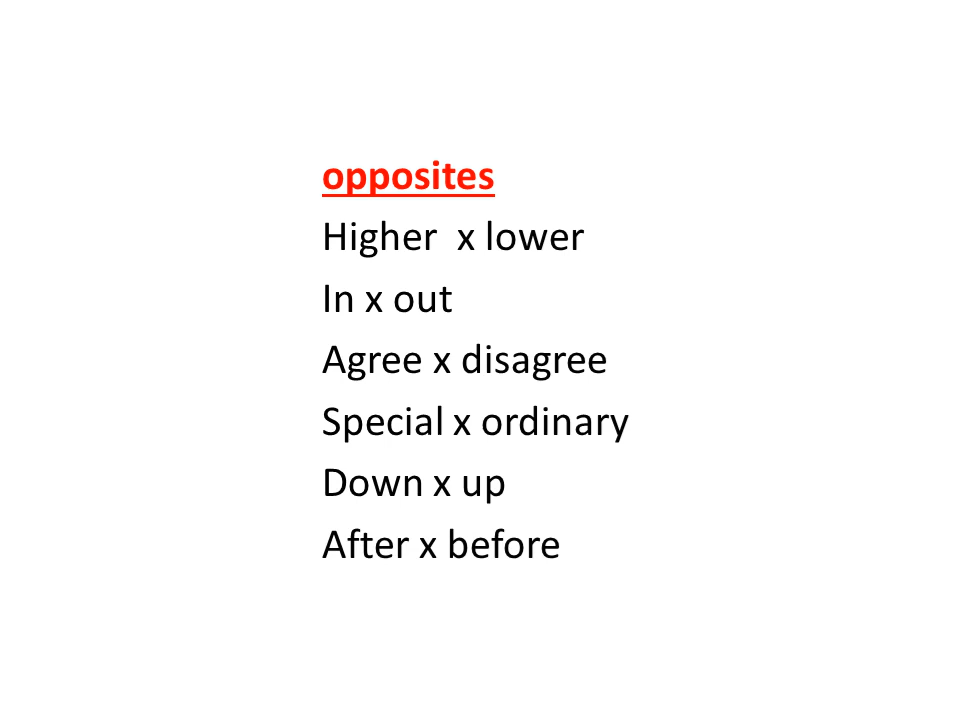 opposites
Higher  x lower
In x out
Agree x disagree
Special x ordinary
Down x up
After x before